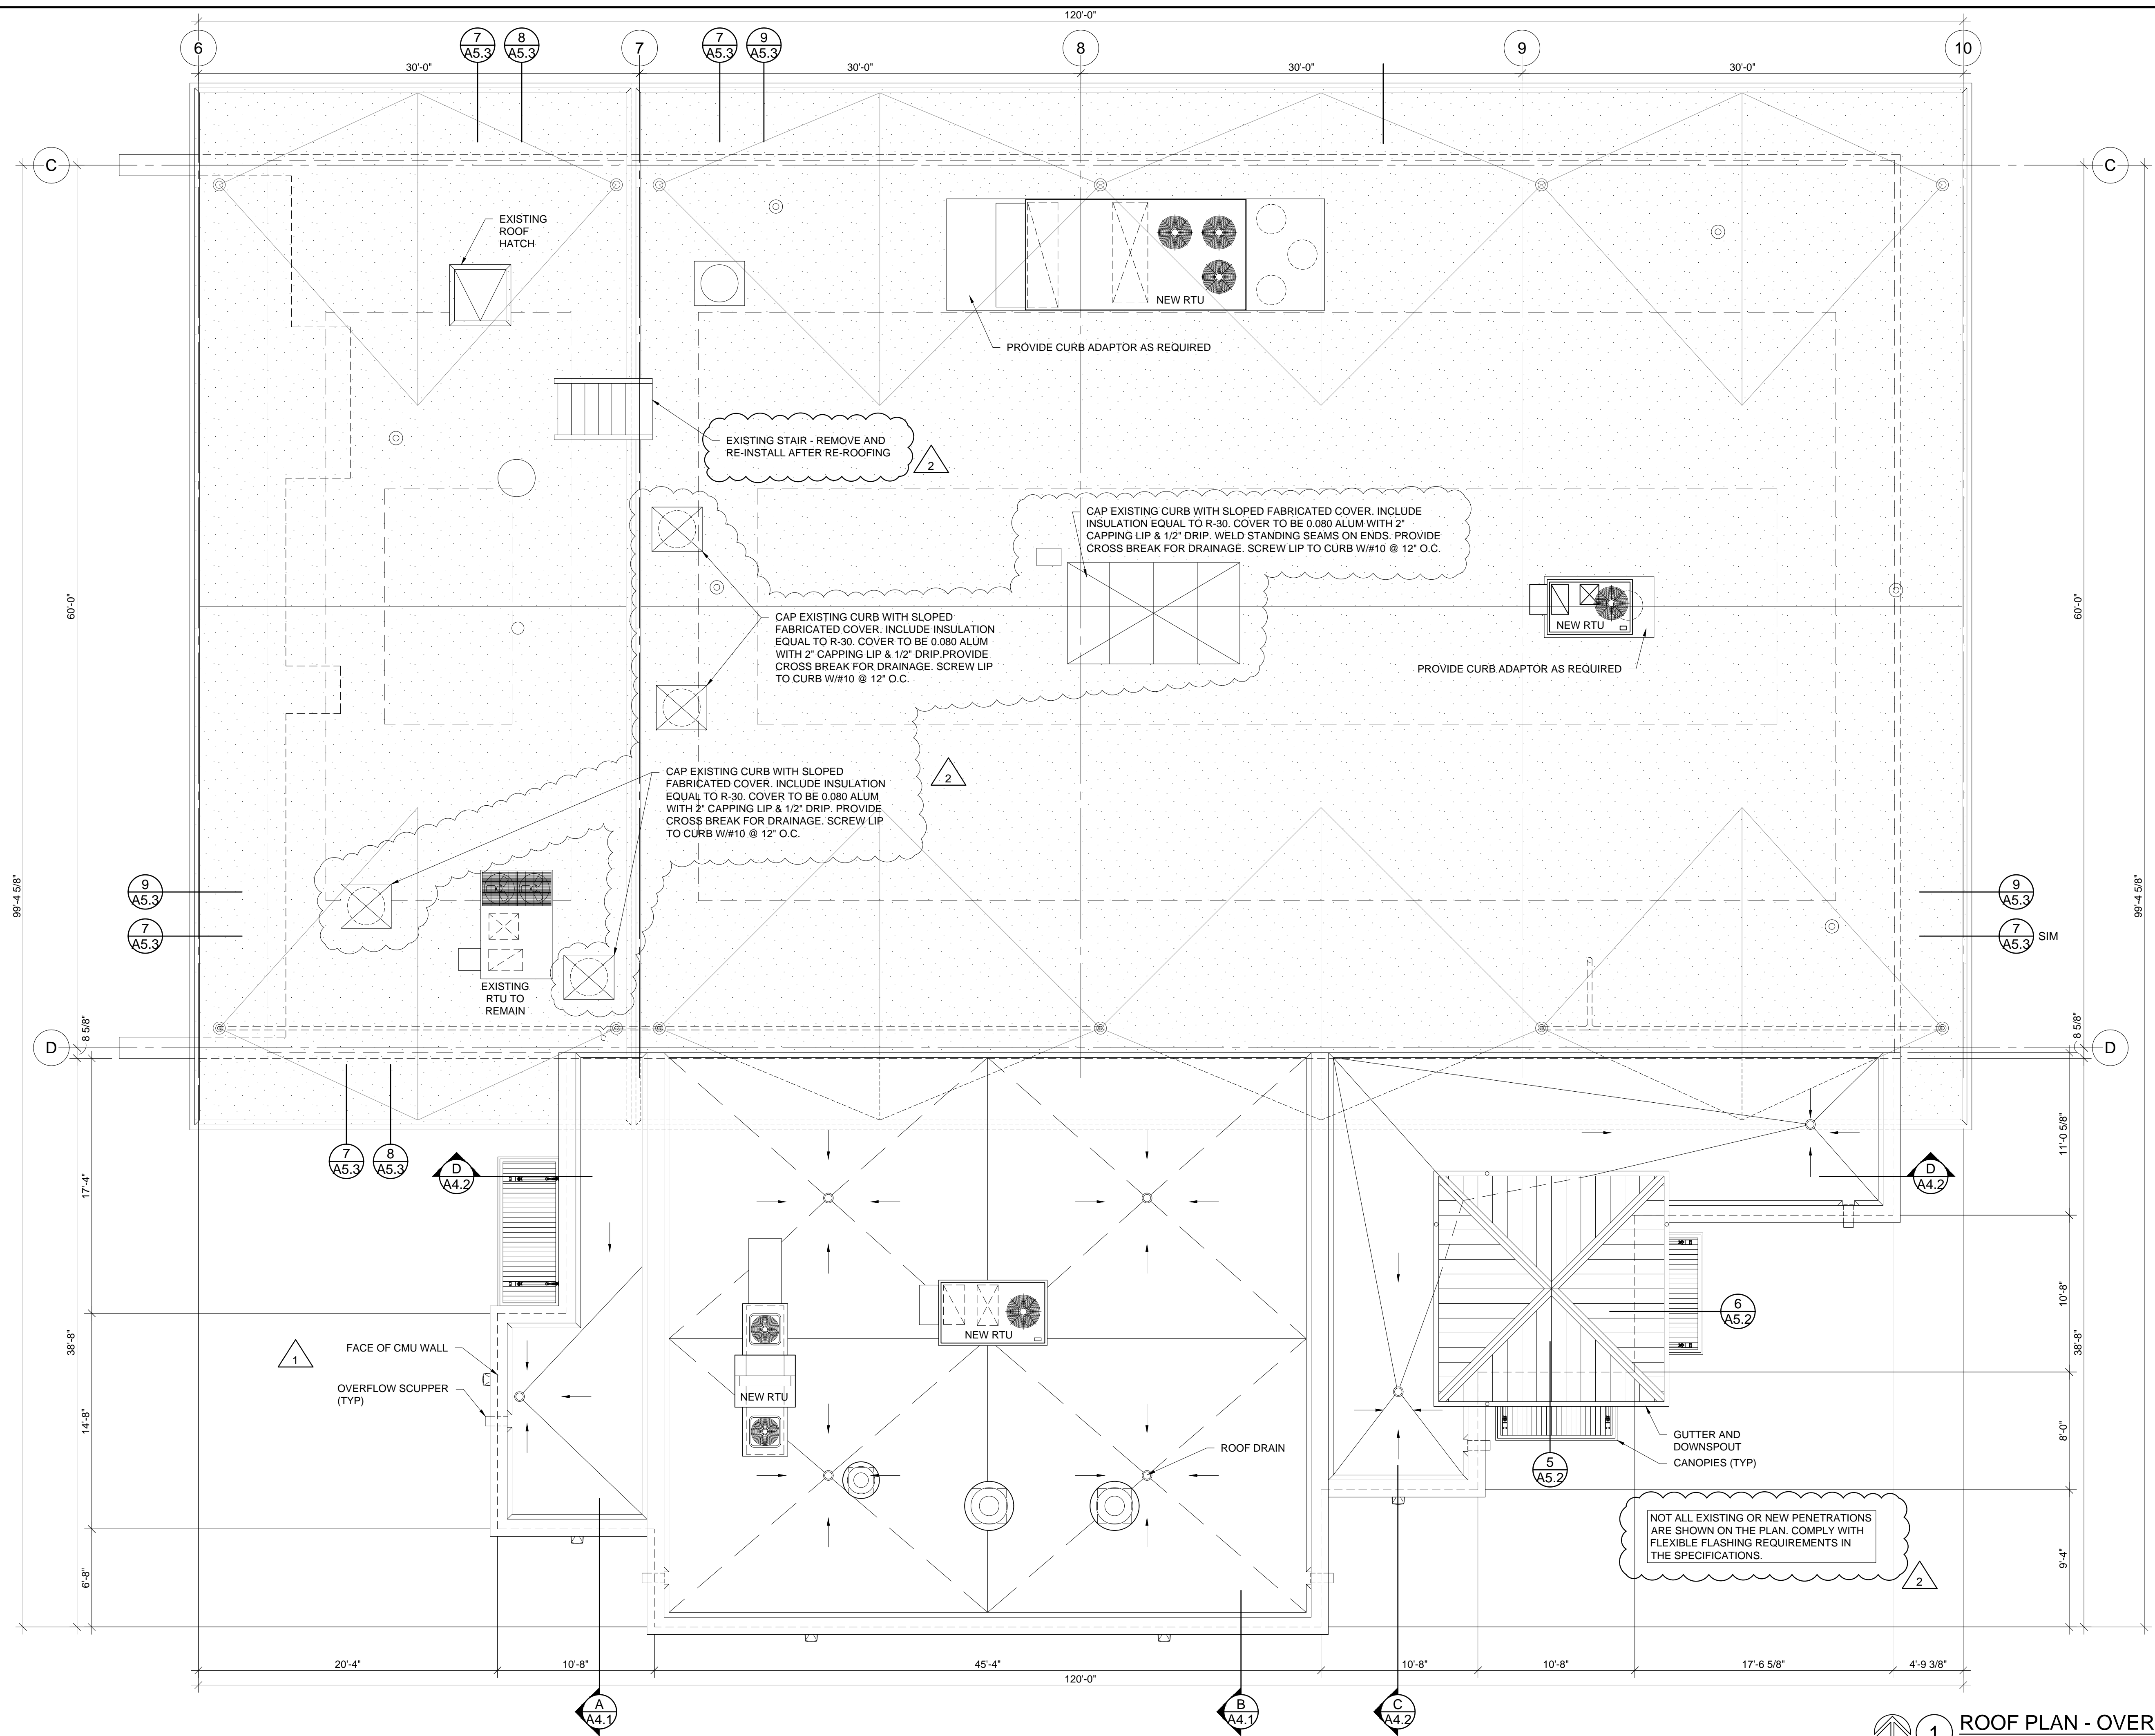 120'-0"
6
7
A5.3
8
A5.3
7
7
A5.3
9
A5.3
8
9
10
30'-0"
30'-0"
30'-0"
30'-0"
C
C
EXISTING
ROOF
HATCH
NEW RTU
PROVIDE CURB ADAPTOR AS REQUIRED
EXISTING STAIR - REMOVE AND
RE-INSTALL AFTER RE-ROOFING
2
CAP EXISTING CURB WITH SLOPED FABRICATED COVER. INCLUDE
INSULATION EQUAL TO R-30. COVER TO BE 0.080 ALUM WITH 2"
CAPPING LIP & 1/2" DRIP. WELD STANDING SEAMS ON ENDS. PROVIDE
CROSS BREAK FOR DRAINAGE. SCREW LIP TO CURB W/#10 @ 12" O.C.
60'-0"
60'-0"
CAP EXISTING CURB WITH SLOPED
FABRICATED COVER. INCLUDE INSULATION
EQUAL TO R-30. COVER TO BE 0.080 ALUM
WITH 2" CAPPING LIP & 1/2" DRIP.PROVIDE
CROSS BREAK FOR DRAINAGE. SCREW LIP
TO CURB W/#10 @ 12" O.C.
NEW RTU
PROVIDE CURB ADAPTOR AS REQUIRED
CAP EXISTING CURB WITH SLOPED
FABRICATED COVER. INCLUDE INSULATION
EQUAL TO R-30. COVER TO BE 0.080 ALUM
WITH 2" CAPPING LIP & 1/2" DRIP. PROVIDE
CROSS BREAK FOR DRAINAGE. SCREW LIP
TO CURB W/#10 @ 12" O.C.
2
99'-4 5/8"
99'-4 5/8"
9
A5.3
7
A5.3
9
A5.3
7
A5.3
SIM
EXISTING
RTU TO
REMAIN
8 5/8"
8 5/8"
D
D
7
A5.3
8
A5.3
D
A4.2
D
A4.2
17'-4"
11'-0 5/8"
10'-8"
38'-8"
38'-8"
1
FACE OF CMU WALL
OVERFLOW SCUPPER
(TYP)
NEW RTU
NEW RTU
6
A5.2
14'-8"
8'-0"
ROOF DRAIN
GUTTER AND
DOWNSPOUT
CANOPIES (TYP)
5
A5.2
NOT ALL EXISTING OR NEW PENETRATIONS
ARE SHOWN ON THE PLAN. COMPLY WITH
FLEXIBLE FLASHING REQUIREMENTS IN
THE SPECIFICATIONS.
2
6'-8"
9'-4"
20'-4"
10'-8"
45'-4"
10'-8"
10'-8"
17'-6 5/8"
4'-9 3/8"
120'-0"
A
A4.1
B
A4.1
C
A4.2
1
ROOF PLAN - OVER